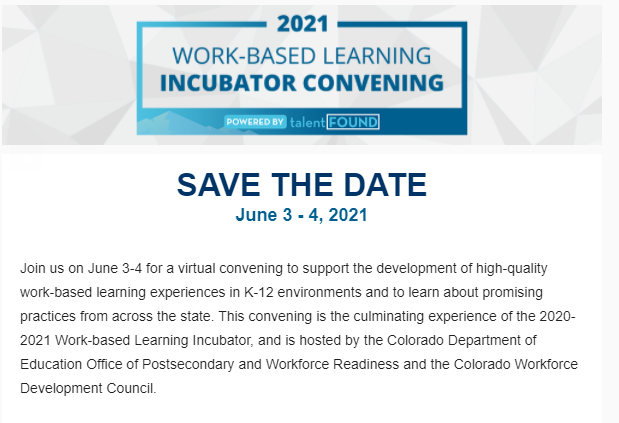 2021
WORK-BASED LEARNING
INCUBATOR CONVENING
POWERED BY talentFOUND
SAVE THE DATE
June 3 - 4, 2021
Join us on June 3-4 for a virtual convening to support the development of high-quality
work-based learning experiences in K-12 environments and to learn about promising
practices from across the state. This convening is the culminating experience of the 2020-
2021 Work-based Learning Incubator, and is hosted by the Colorado Department of
Education Office of Postsecondary and Workforce Readiness and the Colorado Workforce
Development Council.